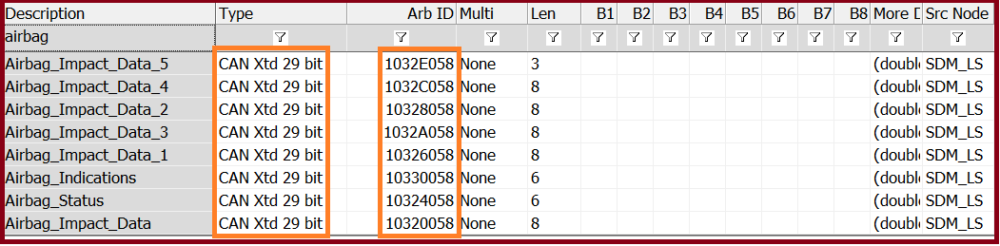 Description Type Arb ID Multi Len B1 B2 B3 B4 B5 B6 B7 B8 More D Src Node
airbag
Airbag_Impact_Data_5 CAN Xtd 29 bit 1032E058 None 3 (double SDM_LS
Airbag_Impact_Data_4 CAN Xtd 29 bit 1032C058 None 8 (double SDM_LS
Airbag_Impact_Data_2 CAN Xtd 29 bit 10328058 None 8 (double SDM_LS
Airbag_Impact_Data_3 CAN Xtd 29 bit 1032A058 None 8 (double SDM_LS
Airbag_Impact_Data_1 CAN Xtd 29 bit 10326058 None 8 (double SDM_LS
Airbag_Indications CAN Xtd 29 bit 10330058 None 6 (double SDM_LS
Airbag_Status CAN Xtd 29 bit 10324058 None 6 (double SDM_LS
Airbag_Impact_Data CAN Xtd 29 bit 10320058 None 8 (double SDM_LS